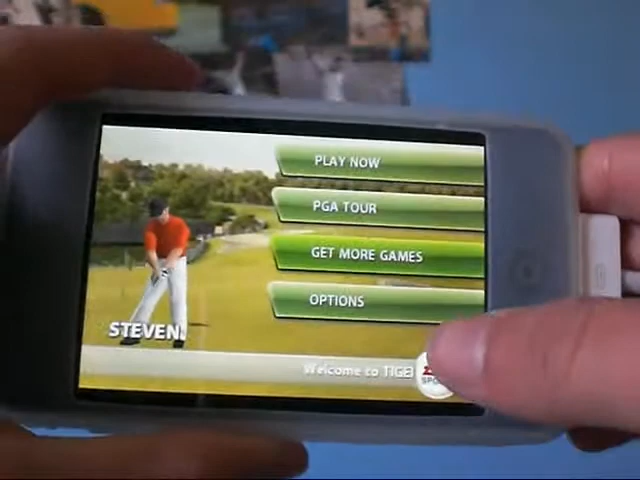 PLAY NOW
PGA TOUR
GET MORE GAMES
OPTIONS
STEVEN
Welcome to TIGE